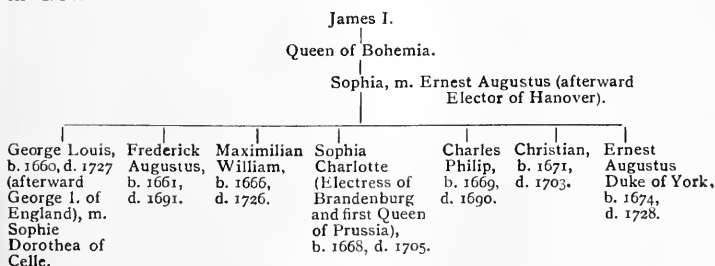 James I.
Queen of Bohemia.
Sophia, m. Ernest Augustus (afterward
Elector of Hanover).
George Louis,
b. 1660, d. 1727
(afterward
George I. of
England), m.
Sophie
Dorothea of
Celle.
Frederick
Augustus,
b. 1661,
d. 1691.
Maximilian
William,
b. 1666,
d. 1726.
Sophia
Charlotte
(Electress of
Brandenburg
and first Queen
of Prussia),
b. 1668, d. 1705.
Charles
Philip,
b. 1669,
d. 1690.
Christian,
b. 1671,
d. 1703.
Ernest
Augustus
Duke of York,
b. 1674,
d. 1728.